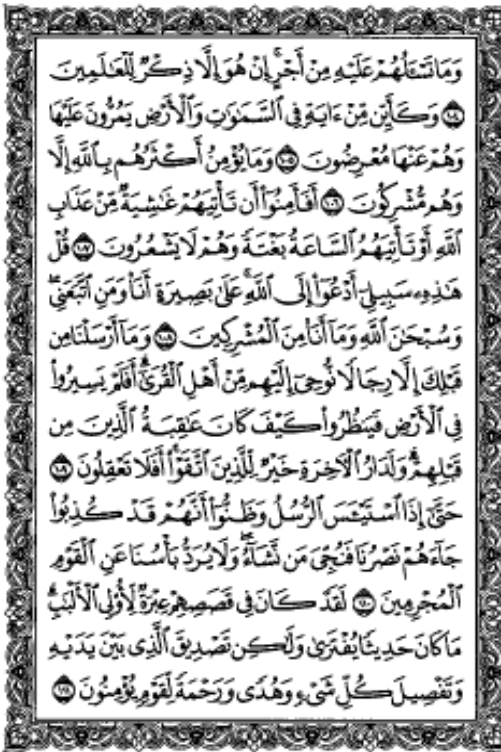 وَمَا تَسْـَٔلُهُمْ عَلَيْهِ مِنْ أَجْرٍ ۚ إِنْ هُوَ إِلَّا ذِكْرٌ لِّلْعَٰلَمِينَ
۝١٠٤ وَكَأَيِّن مِّنْ ءَايَةٍ فِى ٱلسَّمَٰوَٰتِ وَٱلْأَرْضِ يَمُرُّونَ عَلَيْهَا
وَهُمْ عَنْهَا مُعْرِضُونَ ۝١٠٥ وَمَا يُؤْمِنُ أَكْثَرُهُم بِٱللَّهِ إِلَّا
وَهُم مُّشْرِكُونَ ۝١٠٦ أَفَأَمِنُوٓا۟ أَن تَأْتِيَهُمْ غَٰشِيَةٌ مِّنْ عَذَابِ
ٱللَّهِ أَوْ تَأْتِيَهُمُ ٱلسَّاعَةُ بَغْتَةً وَهُمْ لَا يَشْعُرُونَ ۝١٠٧ قُلْ
هَٰذِهِۦ سَبِيلِىٓ أَدْعُوٓا۟ إِلَى ٱللَّهِ ۚ عَلَىٰ بَصِيرَةٍ أَنَا۠ وَمَنِ ٱتَّبَعَنِى ۖ
وَسُبْحَٰنَ ٱللَّهِ وَمَآ أَنَا۠ مِنَ ٱلْمُشْرِكِينَ ۝١٠٨ وَمَآ أَرْسَلْنَا مِن
قَبْلِكَ إِلَّا رِجَالًا نُّوحِىٓ إِلَيْهِم مِّنْ أَهْلِ ٱلْقُرَىٰٓ ۗ أَفَلَمْ يَسِيرُوا۟
فِى ٱلْأَرْضِ فَيَنظُرُوا۟ كَيْفَ كَانَ عَٰقِبَةُ ٱلَّذِينَ مِن
قَبْلِهِمْ ۗ وَلَدَارُ ٱلْءَاخِرَةِ خَيْرٌ لِّلَّذِينَ ٱتَّقَوْا۟ ۗ أَفَلَا تَعْقِلُونَ ۝١٠٩
حَتَّىٰٓ إِذَا ٱسْتَيْـَٔسَ ٱلرُّسُلُ وَظَنُّوٓا۟ أَنَّهُمْ قَدْ كُذِبُوا۟
جَآءَهُمْ نَصْرُنَا فَنُجِّىَ مَن نَّشَآءُ ۖ وَلَا يُرَدُّ بَأْسُنَا عَنِ ٱلْقَوْمِ
ٱلْمُجْرِمِينَ ۝١١٠ لَقَدْ كَانَ فِى قَصَصِهِمْ عِبْرَةٌ لِّأُو۟لِى ٱلْأَلْبَٰبِ ۗ
مَا كَانَ حَدِيثًا يُفْتَرَىٰ وَلَٰكِن تَصْدِيقَ ٱلَّذِى بَيْنَ يَدَيْهِ
وَتَفْصِيلَ كُلِّ شَىْءٍ وَهُدًى وَرَحْمَةً لِّقَوْمٍ يُؤْمِنُونَ ۝١١١